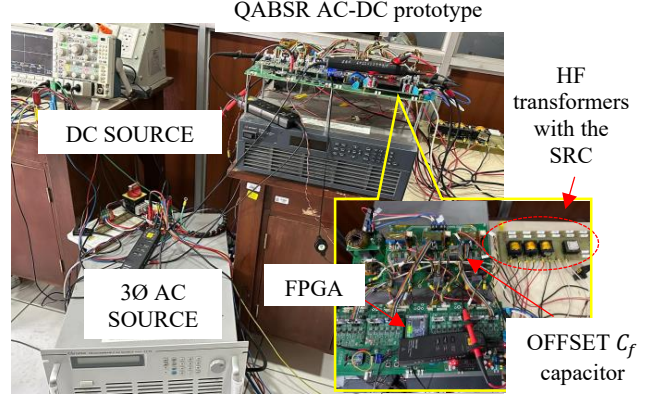 QABSR AC-DC prototype
HF
transformers
with the
SRC
DC SOURCE
3Ø AC
SOURCE
FPGA
OFFSET C_f
capacitor